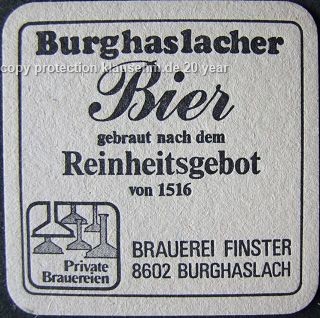 Burghaslacher
copy protection klauserm.de 20 year
Bier
gebraut nach dem
Reinheitsgebot
von 1516
Private
Brauereien
BRAUEREI FINSTER
8602 BURGHASLACH